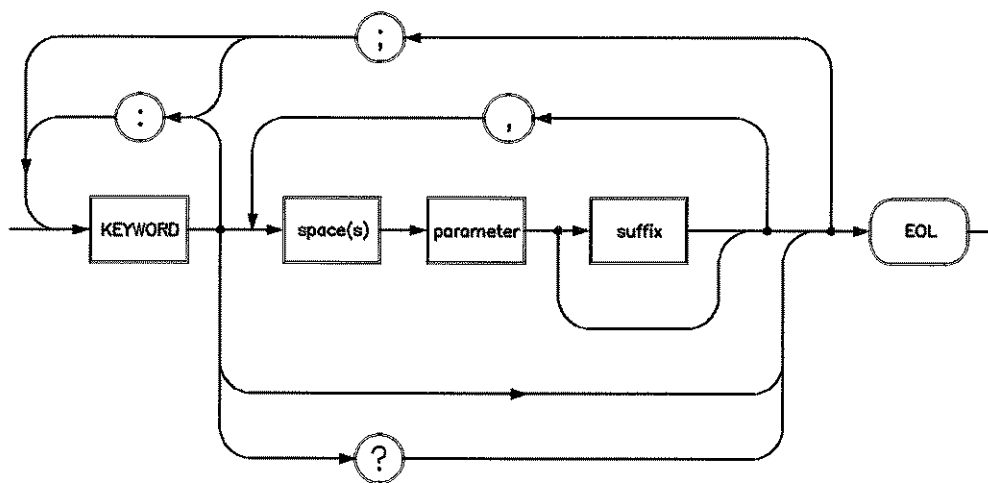 ;
:
,
KEYWORD
space(s)
parameter
suffix
EOL
?